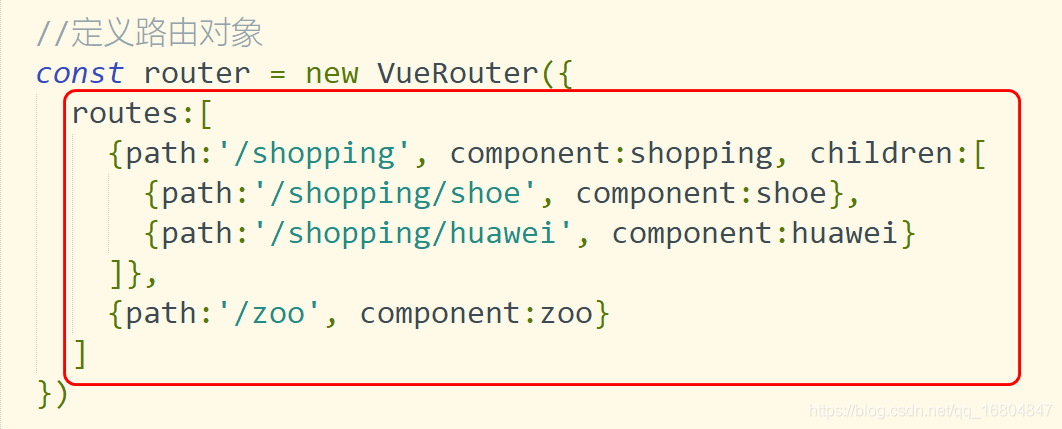 //定义路由对象
const router = new VueRouter({
routes:[
{path:'/shopping', component:shopping, children:[
{path:'/shopping/shoe', component:shoe},
{path:'/shopping/huawei', component:huawei}
]},
{path:'/zoo', component:zoo}
]
})
https://blog.csdn.net/qq_16804847